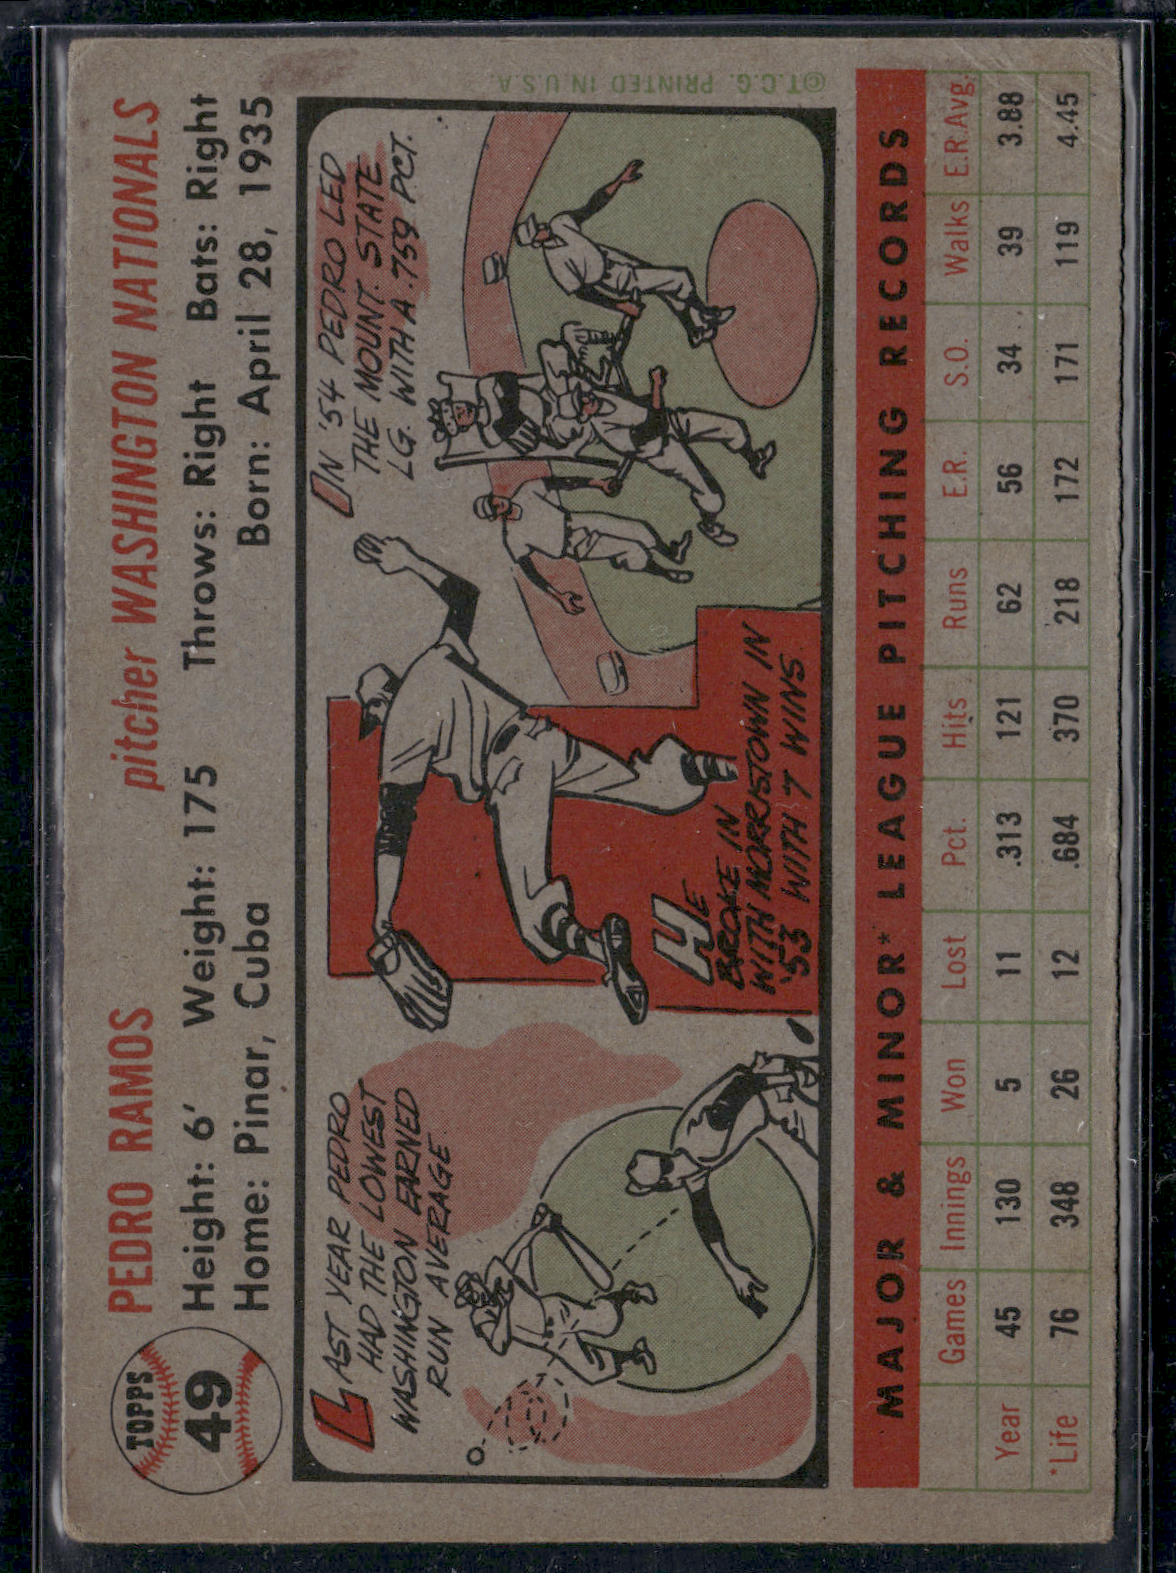 TOPPS
49
PEDRO RAMOS pitcher WASHINGTON NATIONALS
Height: 6' Weight: 175 Throws: Right Bats: Right
Home: Pinar, Cuba Born: April 28, 1935
LAST YEAR PEDRO
HAD THE LOWEST
WASHINGTON EARNED
RUN AVERAGE
HE
BROKE IN
WITH MORRISTOWN IN
'53 WITH 7 WINS
IN '54 PEDRO LED
THE MOUNT. STATE
LG. WITH A .759 PCT.
©T.C.G. PRINTED IN U.S.A.
MAJOR & MINOR* LEAGUE PITCHING RECORDS
Games Innings Won Lost Pct. Hits Runs E.R. S.O. Walks E.R.Avg.
Year 45 130 5 11 .313 121 62 56 34 39 3.88
*Life 76 348 26 12 .684 370 218 172 171 119 4.45